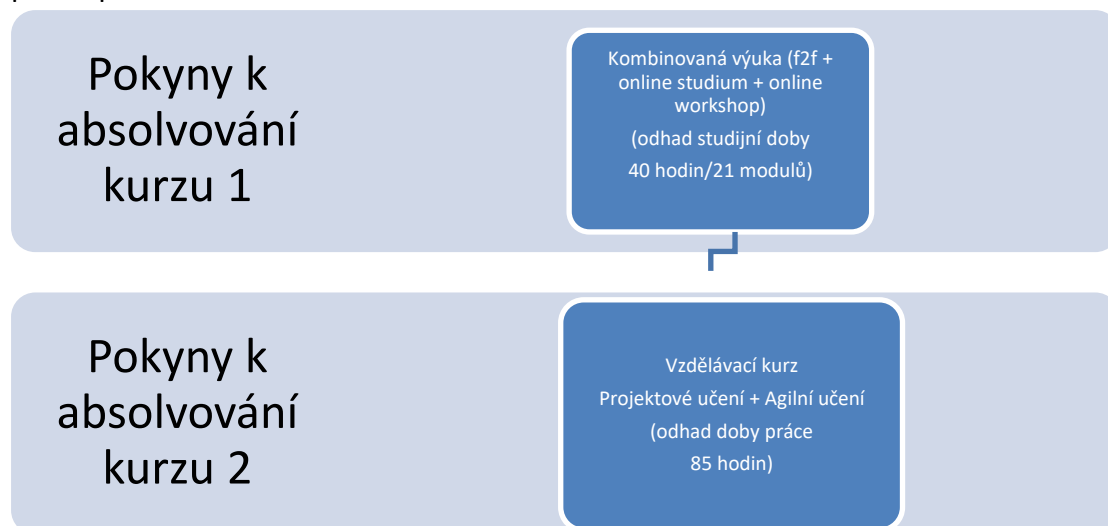 Pokyny k
absolvování
kurzu 1
Kombinovaná výuka (f2f +
online studium + online
workshop)
(odhad studijní doby
40 hodin/21 modulů)
Pokyny k
absolvování
kurzu 2
Vzdělávací kurz
Projektové učení + Agilní učení
(odhad doby práce
85 hodin)